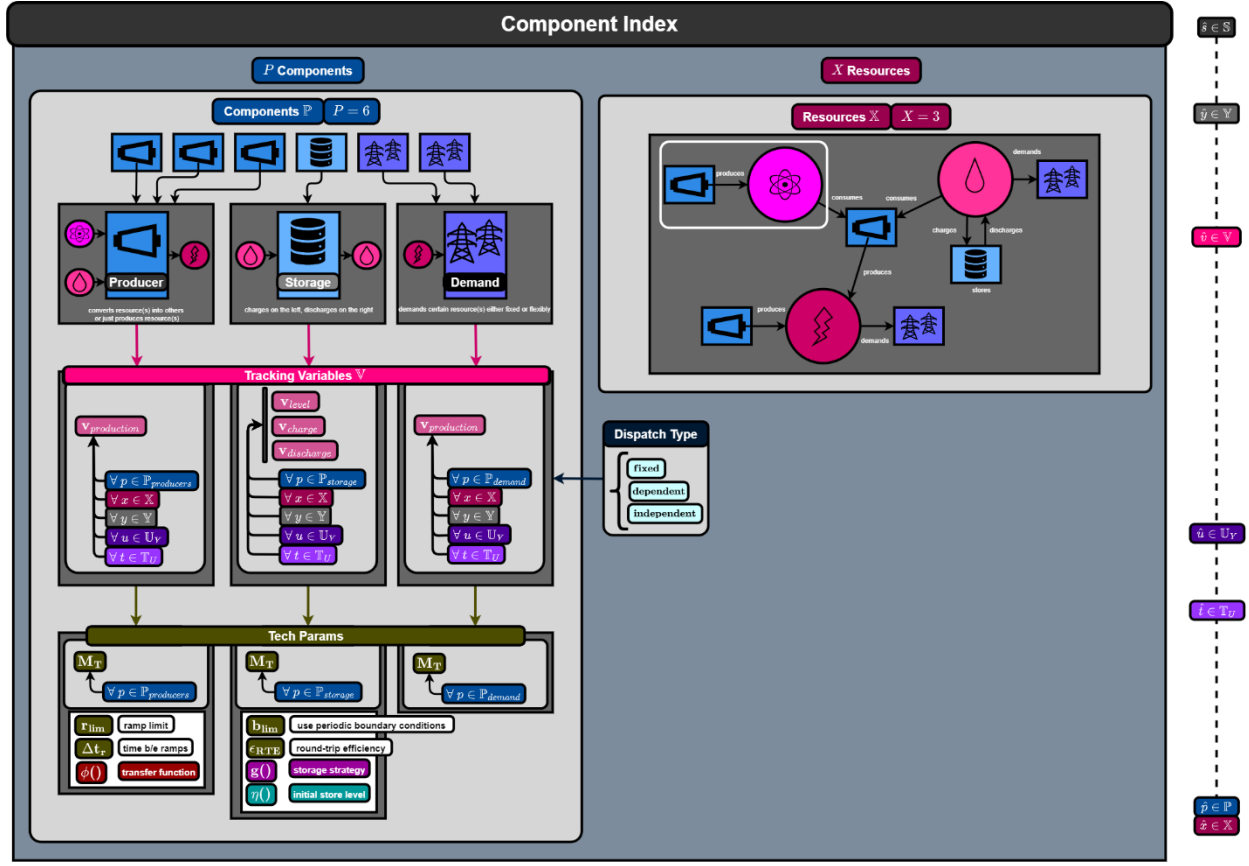 Component Index
P Components
X Resources
Components ℙ
P = 6
Resources 𝕏
X = 3
produces
consumes
consumes
demands
charges
discharges
stores
produces
produces
demands
Producer
Storage
Demand
converts resource(s) into others
or just produces resource(s)
charges on the left, discharges on the right
demands certain resource(s) either fixed or flexibly
Tracking Variables 𝕍
v_production
∀ p ∈ ℙ_producers
∀ x ∈ 𝕏
∀ y ∈ 𝕐
∀ u ∈ 𝕌_Y
∀ t ∈ 𝕋_U
v_level
v_charge
v_discharge
∀ p ∈ ℙ_storage
∀ x ∈ 𝕏
∀ y ∈ 𝕐
∀ u ∈ 𝕌_Y
∀ t ∈ 𝕋_U
v_production
∀ p ∈ ℙ_demand
∀ x ∈ 𝕏
∀ y ∈ 𝕐
∀ u ∈ 𝕌_Y
∀ t ∈ 𝕋_U
Dispatch Type
fixed
dependent
independent
Tech Params
M_T
∀ p ∈ ℙ_producers
r_lim ramp limit
Δt_r time b/e ramps
ϕ() transfer function
M_T
∀ p ∈ ℙ_storage
b_lim use periodic boundary conditions
ϵ_RTE round-trip efficiency
g() storage strategy
η() initial store level
M_T
∀ p ∈ ℙ_demand
ŝ ∈ 𝕊
ŷ ∈ 𝕐
v̂ ∈ 𝕍
û ∈ 𝕌_Y
t̂ ∈ 𝕋_U
p̂ ∈ ℙ
x̂ ∈ 𝕏